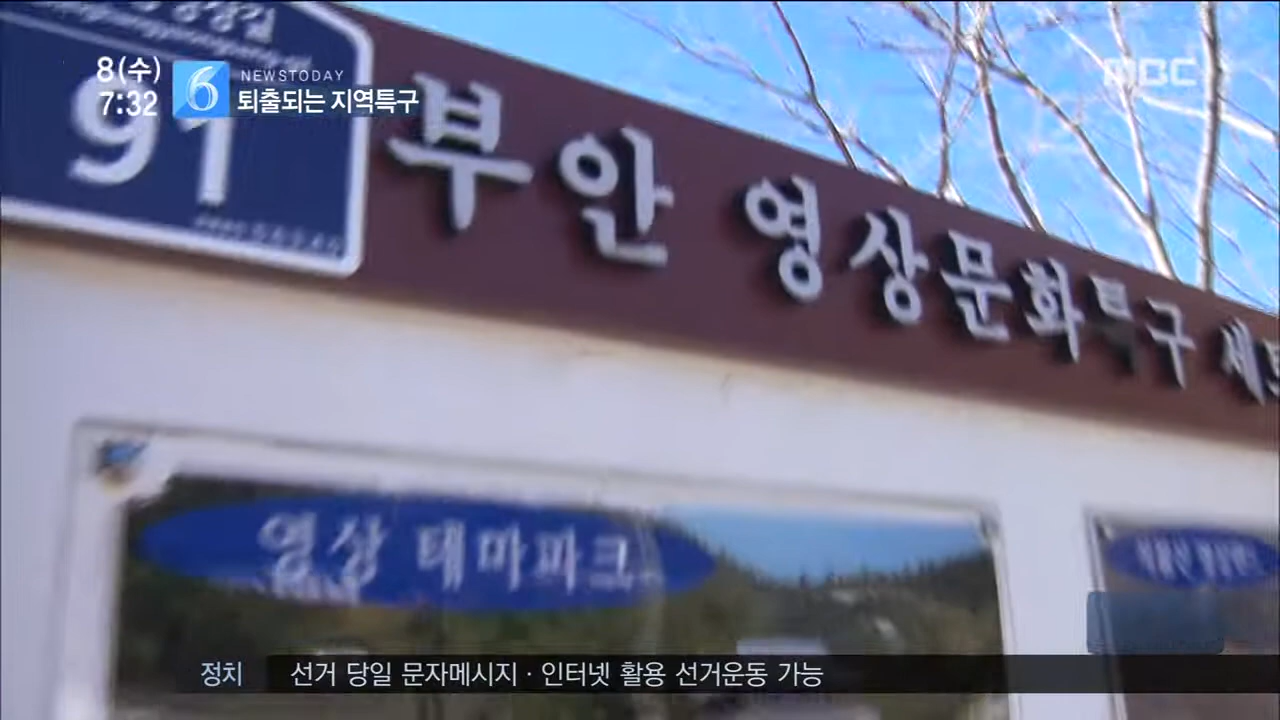 8(수)
7:32
6
NEWSTODAY
퇴출되는 지역특구
MBC
91
부안 영상문화특구
영상 테마파크
정치
선거 당일 문자메시지·인터넷 활용 선거운동 가능